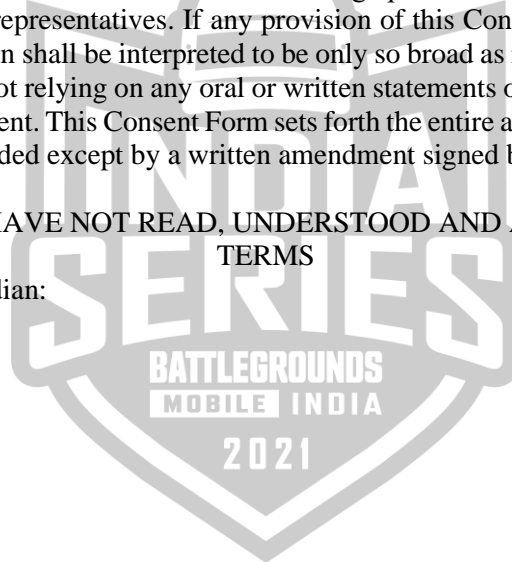 representatives. If any provision of this Con
n shall be interpreted to be only so broad as
ot relying on any oral or written statements o
ent. This Consent Form sets forth the entire a
ded except by a written amendment signed b
AVE NOT READ, UNDERSTOOD AND
TERMS
dian:
INDIA
SERIES
BATTLEGROUNDS
MOBILE INDIA
2021